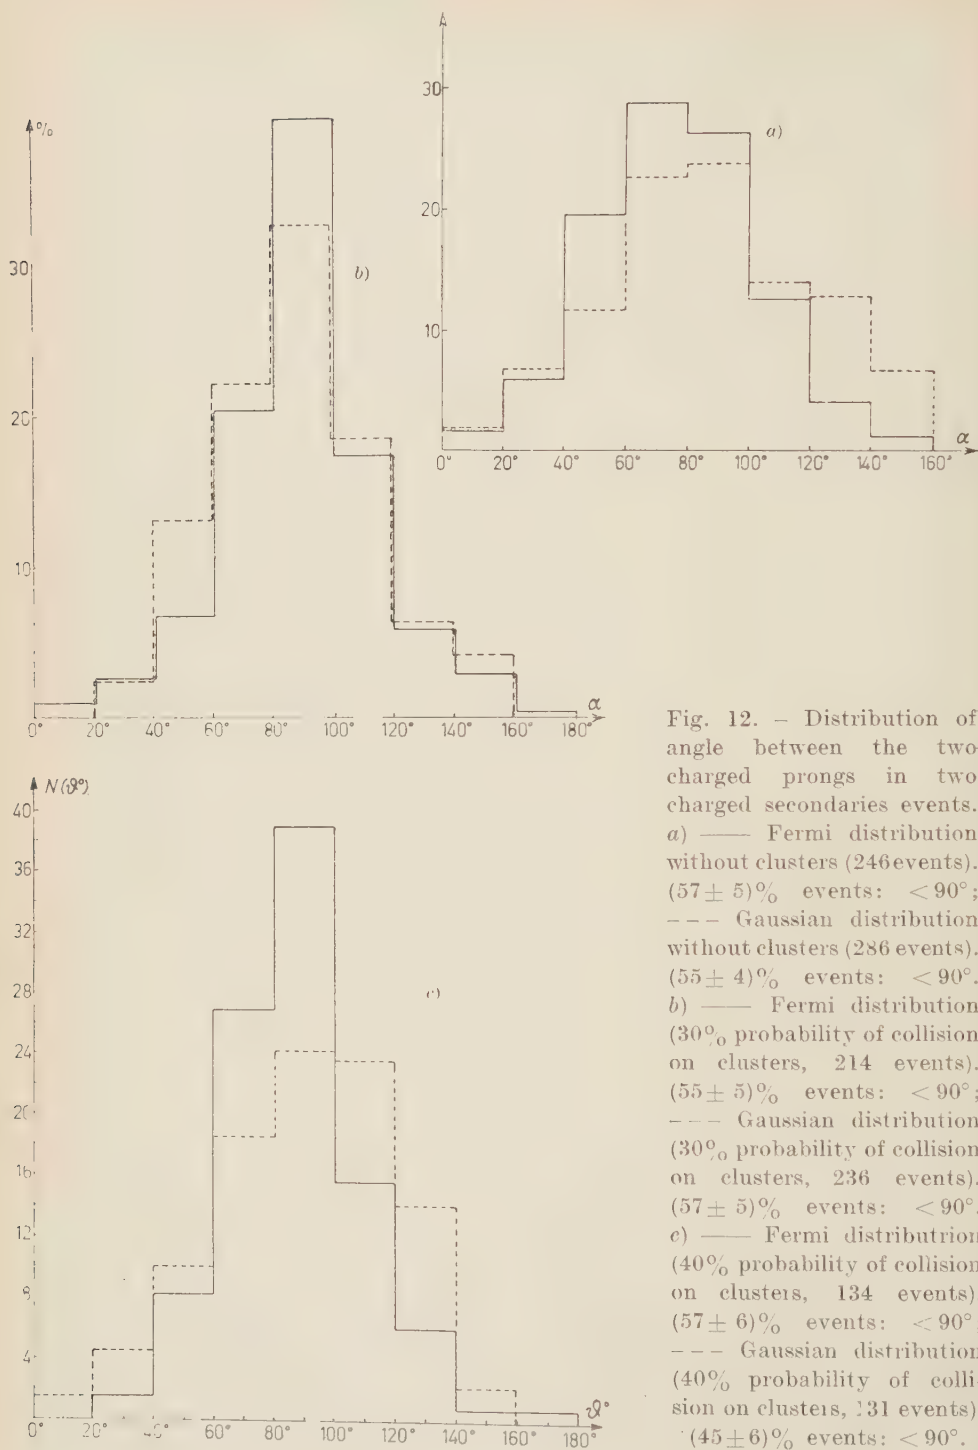 30
20
10
a)
0° 20° 40° 60° 80° 100° 120° 140° 160°
α
%
30
20
10
b)
0° 20° 40° 60° 80° 100° 120° 140° 160° 180°
α
N(ϑ°)
40
36
32
28
24
20
16
12
8
4
c)
0° 20° 60° 80° 100° 120° 140° 160° 180°
ϑ°
Fig. 12. – Distribution of
angle between the two
charged prongs in two
charged secondaries events.
a) —— Fermi distribution
without clusters (246 events).
(57 ± 5)% events: < 90°;
--- Gaussian distribution
without clusters (286 events).
(55 ± 4)% events: < 90°.
b) —— Fermi distribution
(30% probability of collision
on clusters, 214 events).
(55 ± 5)% events: < 90°;
--- Gaussian distribution
(30% probability of collision
on clusters, 236 events).
(57 ± 5)% events: < 90°.
c) —— Fermi distributrion
(40% probability of collision
on clusters, 134 events)
(57 ± 6)% events: < 90°
--- Gaussian distribution
(40% probability of colli-
sion on clusters, 131 events)
(45 ± 6)% events: < 90°.